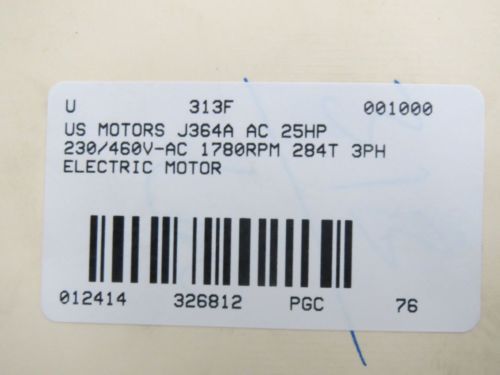 U 313F 001000
US MOTORS J364A AC 25HP
230/460V-AC 1780RPM 284T 3PH
ELECTRIC MOTOR
012414 326812 PGC 76